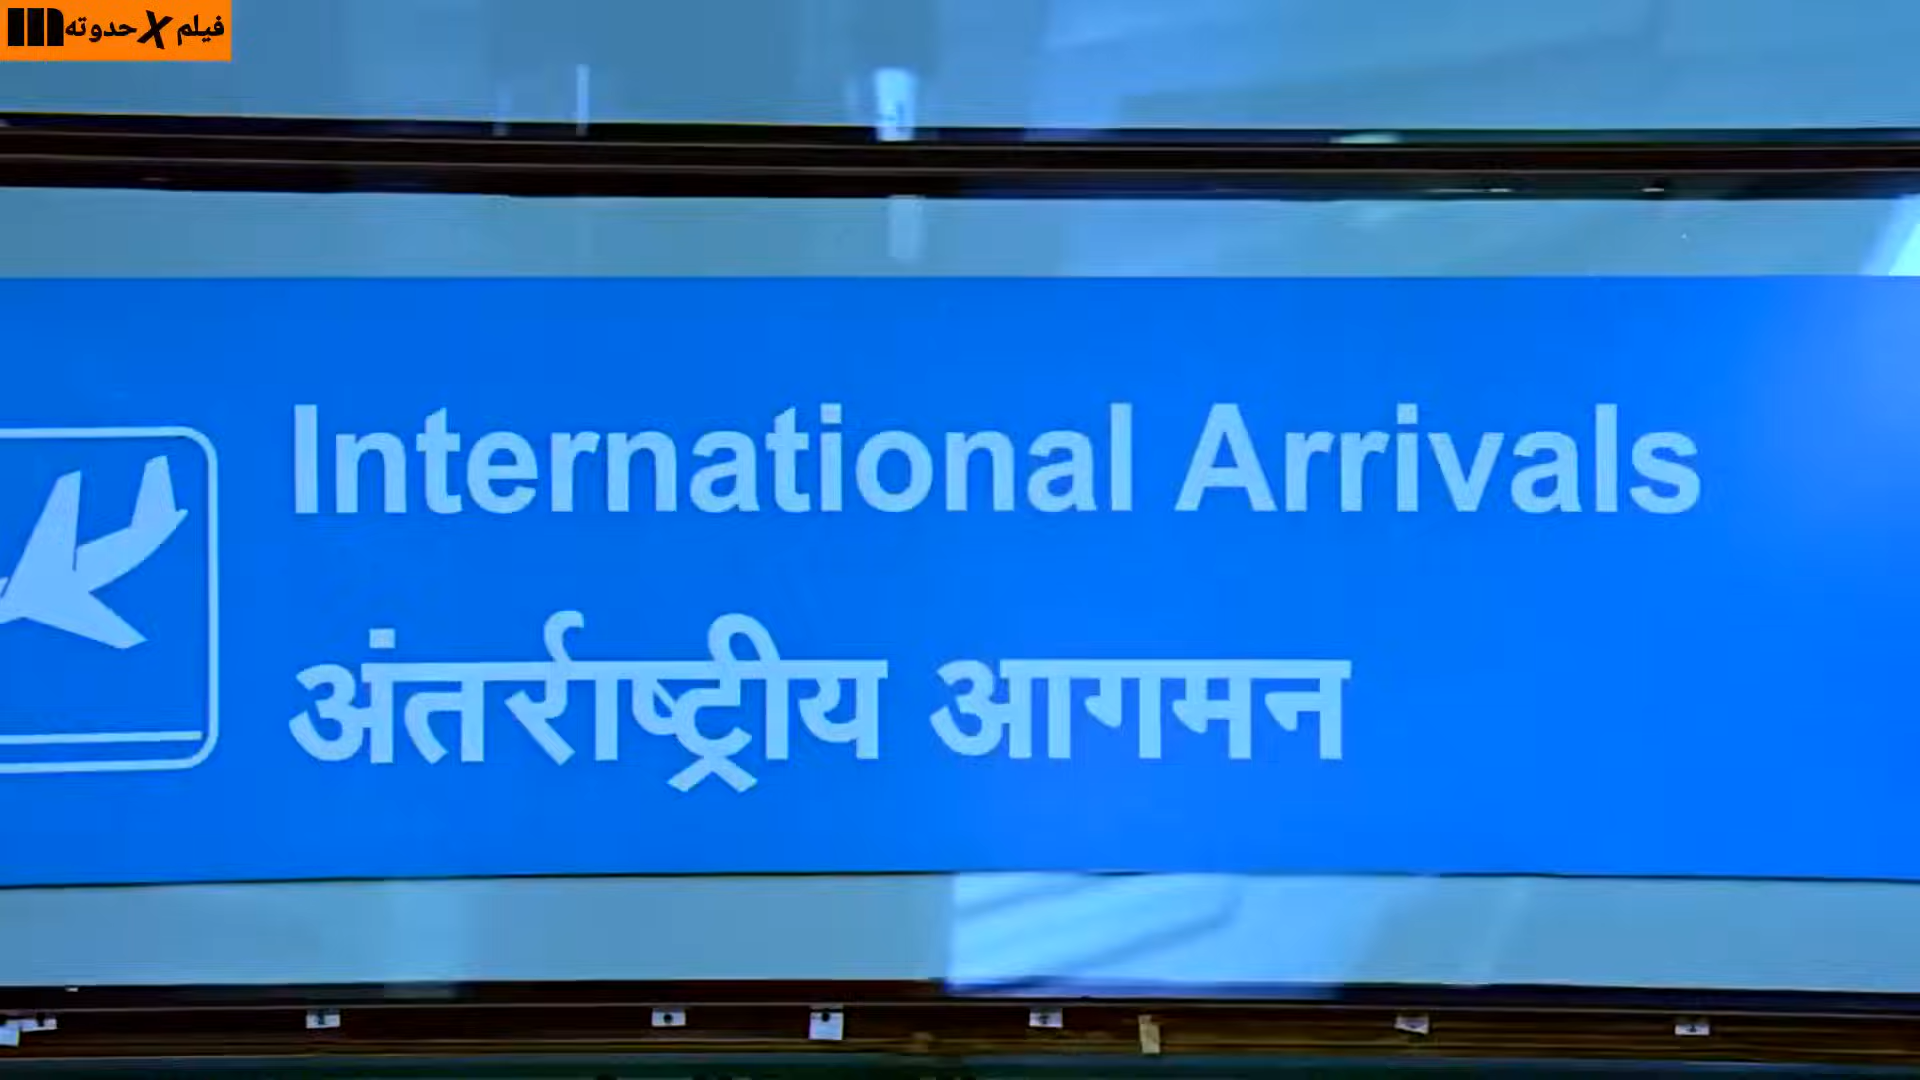 فيلم X حدوته
International Arrivals
अंतर्राष्ट्रीय आगमन